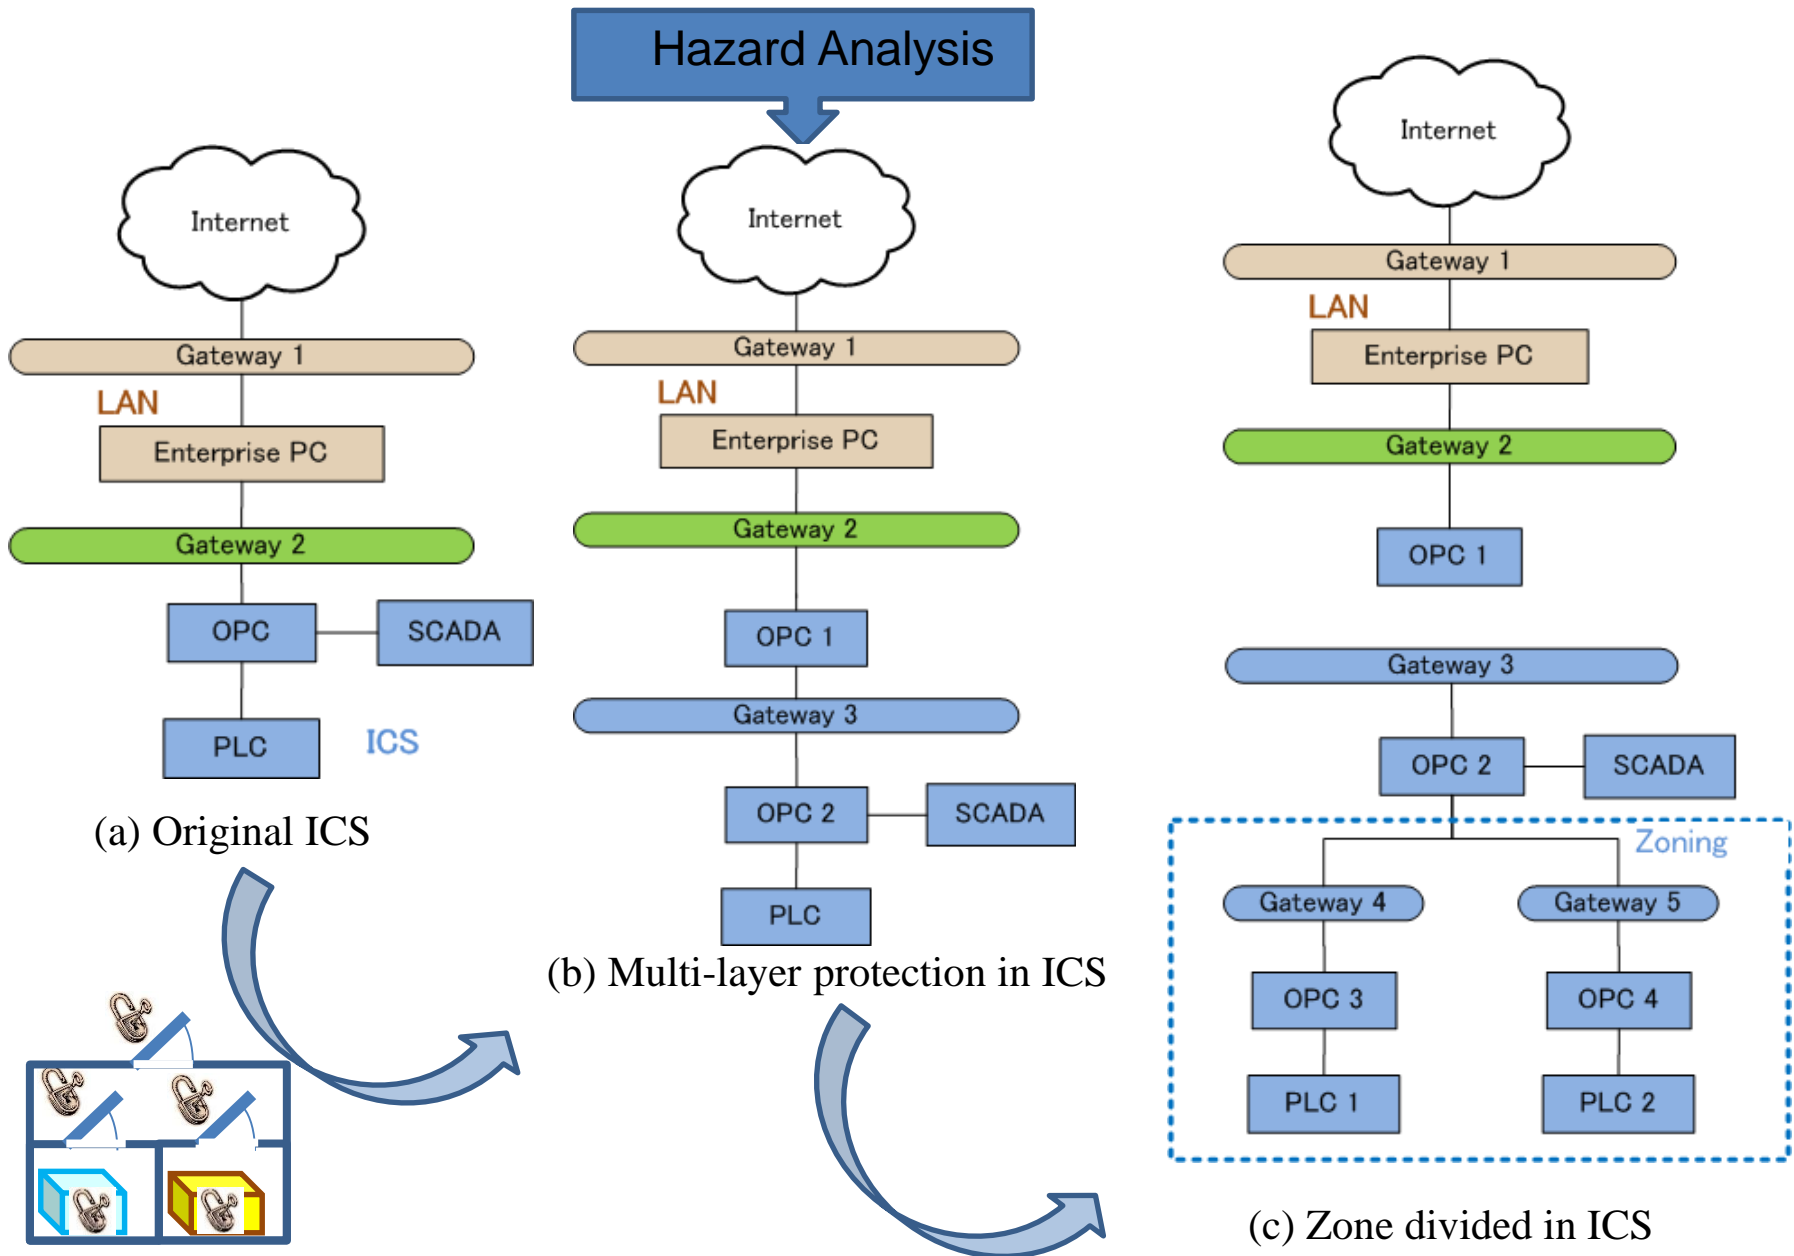 Hazard Analysis
Internet
Gateway 1
LAN
Enterprise PC
Gateway 2
OPC
SCADA
PLC
ICS
(a) Original ICS
Internet
Gateway 1
LAN
Enterprise PC
Gateway 2
OPC 1
Gateway 3
OPC 2
SCADA
PLC
(b) Multi-layer protection in ICS
Internet
Gateway 1
LAN
Enterprise PC
Gateway 2
OPC 1
Gateway 3
OPC 2
SCADA
Zoning
Gateway 4
Gateway 5
OPC 3
OPC 4
PLC 1
PLC 2
(c) Zone divided in ICS